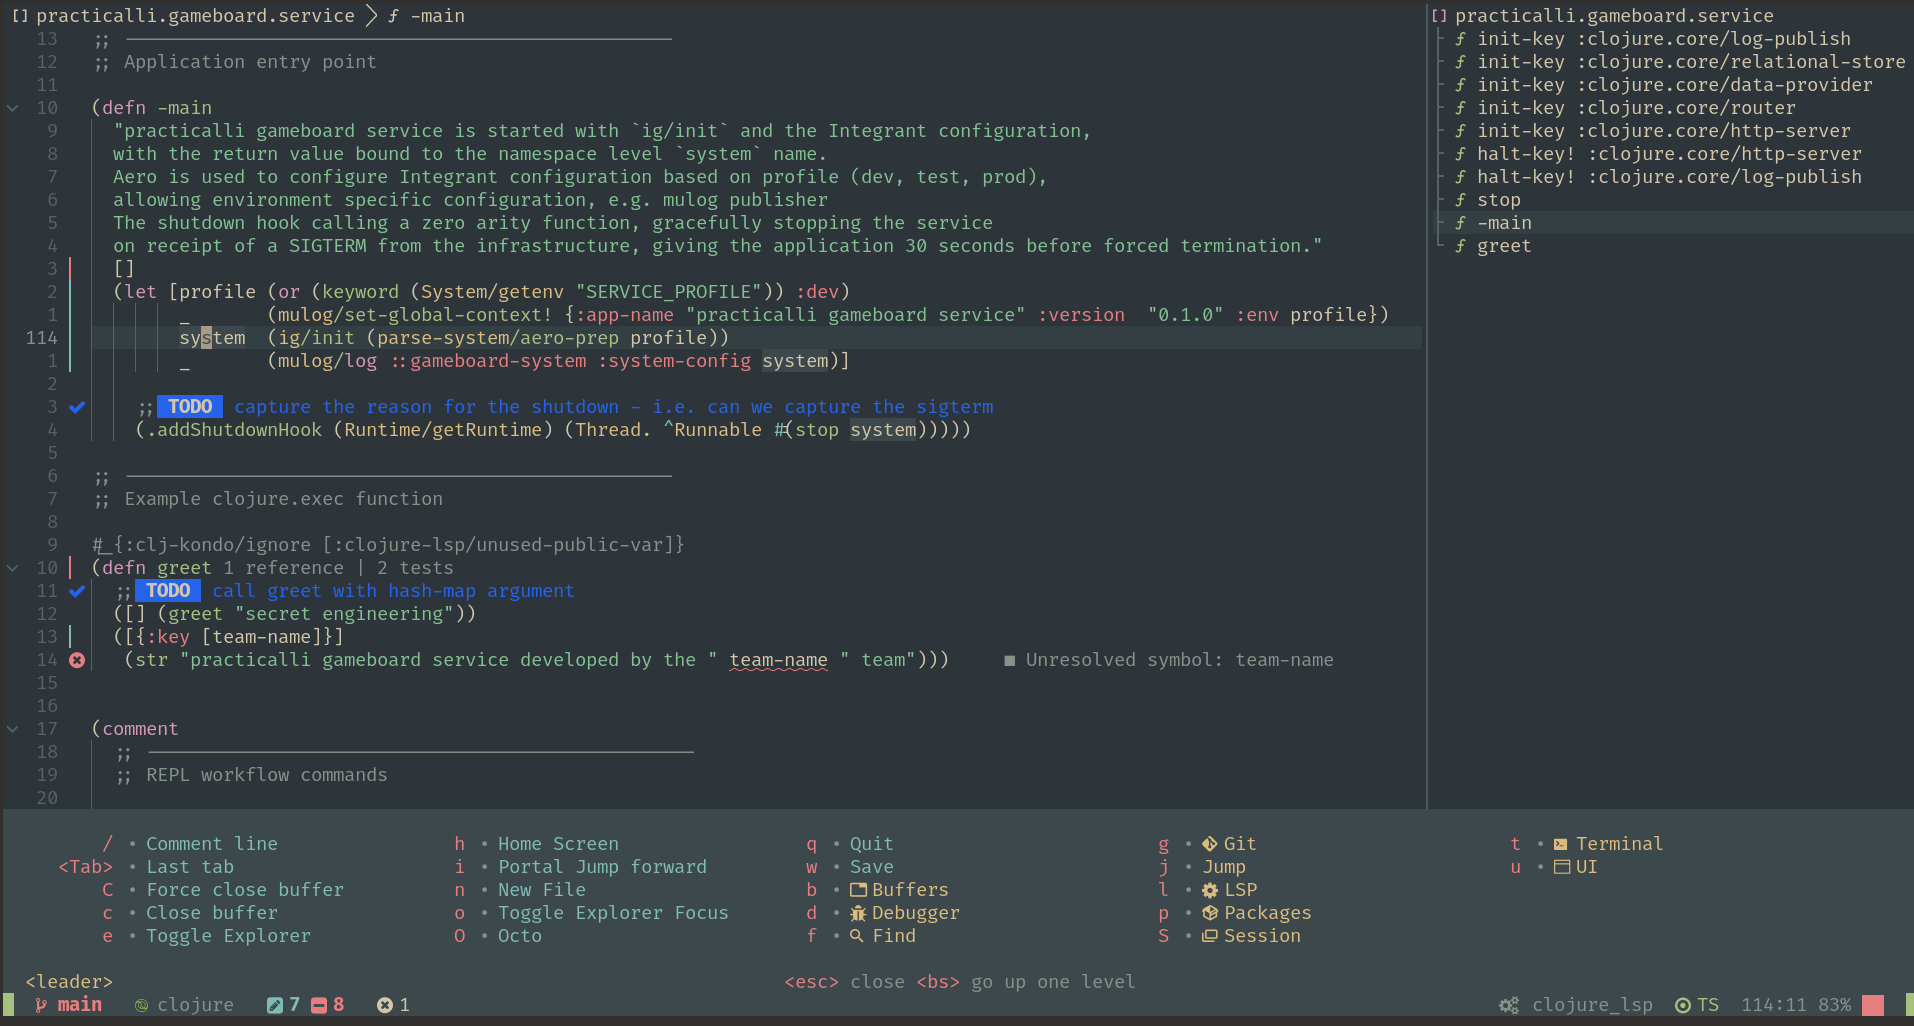 [] practicalli.gameboard.service > ƒ -main
13 ;; ──────────────────────────────
12 ;; Application entry point
11
10 (defn -main
9 "practicalli gameboard service is started with `ig/init` and the Integrant configuration,
8 with the return value bound to the namespace level `system` name.
7 Aero is used to configure Integrant configuration based on profile (dev, test, prod),
6 allowing environment specific configuration, e.g. mulog publisher
5 The shutdown hook calling a zero arity function, gracefully stopping the service
4 on receipt of a SIGTERM from the infrastructure, giving the application 30 seconds before forced termination."
3 []
2 (let [profile (or (keyword (System/getenv "SERVICE_PROFILE")) :dev)
1 _ (mulog/set-global-context! {:app-name "practicalli gameboard service" :version "0.1.0" :env profile})
114 system (ig/init (parse-system/aero-prep profile))
1 _ (mulog/log ::gameboard-system :system-config system)]
2
3 ;; TODO capture the reason for the shutdown - i.e. can we capture the sigterm
4 (.addShutdownHook (Runtime/getRuntime) (Thread. ^Runnable #(stop system)))))
5
6 ;; ──────────────────────────────
7 ;; Example clojure.exec function
8
9 #_{:clj-kondo/ignore [:clojure-lsp/unused-public-var]}
10 (defn greet 1 reference | 2 tests
11 ;; TODO call greet with hash-map argument
12 ([] (greet "secret engineering"))
13 ([{:key [team-name]}]
14 (str "practicalli gameboard service developed by the " team-name " team"))) ■ Unresolved symbol: team-name
15
16
17 (comment
18 ;; ──────────────────────────────
19 ;; REPL workflow commands
20
[] practicalli.gameboard.service
ƒ init-key :clojure.core/log-publish
ƒ init-key :clojure.core/relational-store
ƒ init-key :clojure.core/data-provider
ƒ init-key :clojure.core/router
ƒ init-key :clojure.core/http-server
ƒ halt-key! :clojure.core/http-server
ƒ halt-key! :clojure.core/log-publish
ƒ stop
ƒ -main
ƒ greet
/ • Comment line
<Tab> • Last tab
C • Force close buffer
c • Close buffer
e • Toggle Explorer
h • Home Screen
i • Portal Jump forward
n • New File
o • Toggle Explorer Focus
O • Octo
q • Quit
w • Save
b • Buffers
d • Debugger
f • Find
g • Git
j • Jump
l • LSP
p • Packages
S • Session
t • Terminal
u • UI
<leader> <esc> close <bs> go up one level
main clojure 7 8 1 clojure_lsp TS 114:11 83%